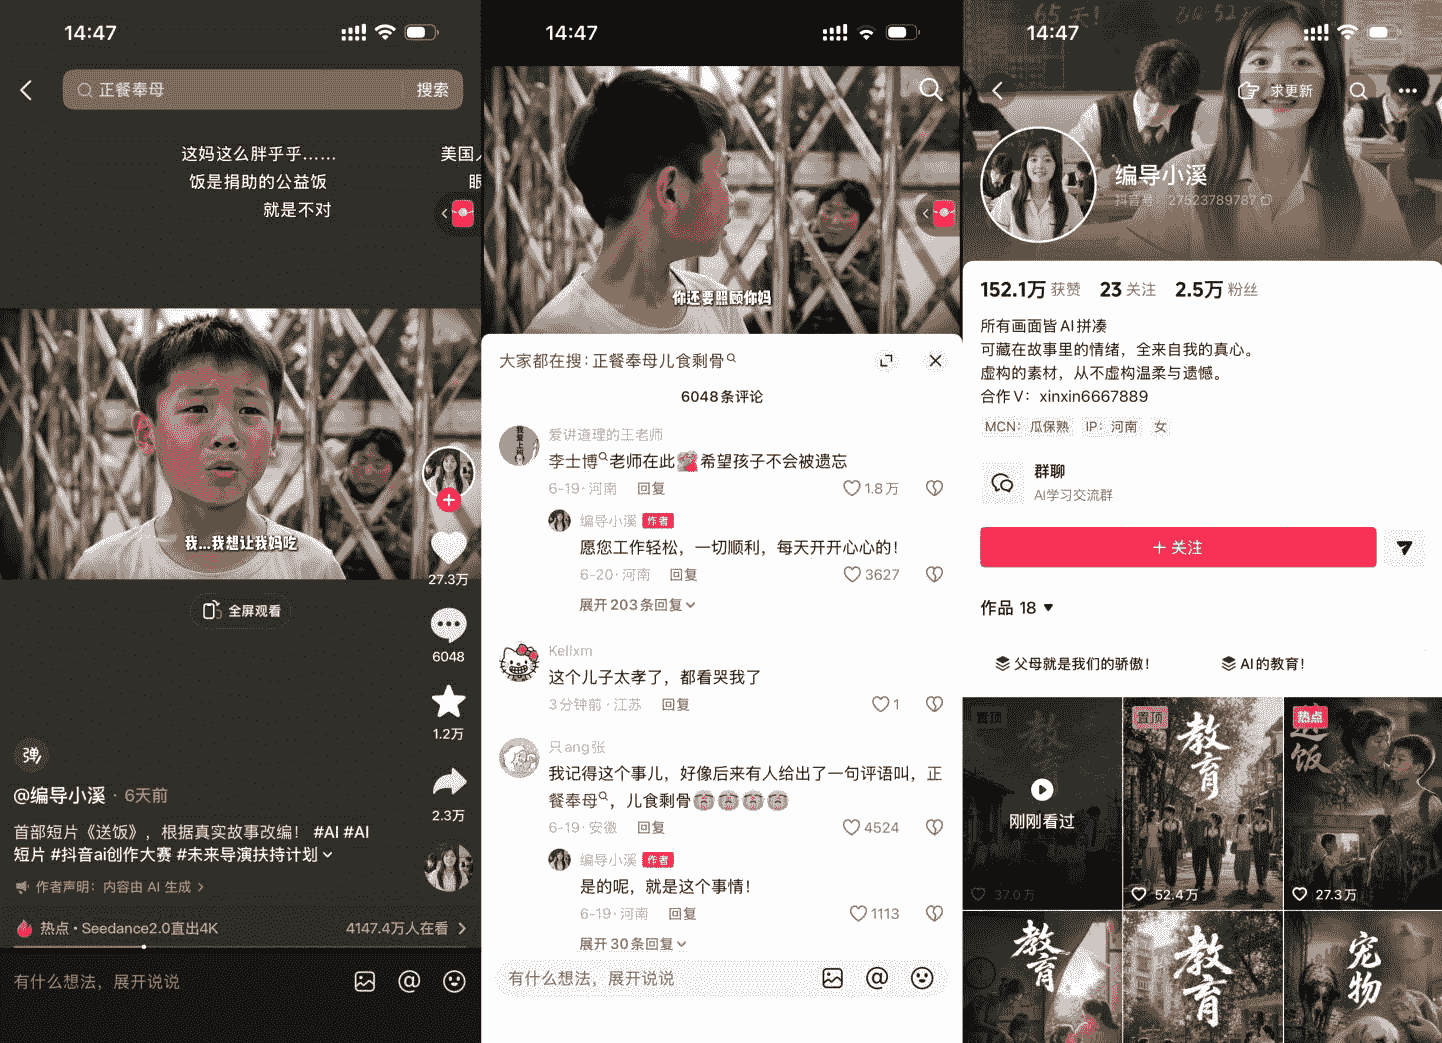 14:47
正餐奉母
搜索
这妈这么胖乎乎……
饭是捐助的公益饭
就是不对
美国人
眼
我...我想让我妈吃
27.3万
全屏观看
6048
1.2万
弹
@编导小溪 · 6天前
2.3万
首部短片《送饭》,根据真实故事改编! #AI #AI
短片 #抖音ai创作大赛 #未来导演扶持计划
作者声明:内容由 AI 生成
热点 • Seedance2.0直出4K
4147.4万人在看
有什么想法,展开说说
14:47
你还要照顾你妈
大家都在搜:正餐奉母儿食剩骨
6048条评论
爱讲道理的王老师
李士博老师在此 希望孩子不会被遗忘
6-19 · 河南 回复
1.8万
编导小溪 作者
愿您工作轻松,一切顺利,每天开开心心的!
6-20 · 河南 回复
3627
展开203条回复
Kellxm
这个儿子太孝了,都看哭我了
3分钟前 · 江苏 回复
1
只ang张
我记得这个事儿,好像后来有人给出了一句评语叫,正
餐奉母,儿食剩骨
6-19 · 安徽 回复
4524
编导小溪 作者
是的呢,就是这个事情!
6-19 · 河南 回复
1113
展开30条回复
有什么想法,展开说说
65天!
14:47
求更新
编导小溪
抖音号:27523789787
152.1万 获赞 23 关注 2.5万 粉丝
所有画面皆AI拼凑
可藏在故事里的情绪,全来自我的真心。
虚构的素材,从不虚构温柔与遗憾。
合作V:xinxin6667889
MCN:瓜保熟 IP:河南 女
群聊
AI学习交流群
+ 关注
作品 18
父母就是我们的骄傲!
AI的教育!
置顶
教育
刚刚看过
37.0万
置顶
教育
52.4万
热点
送饭
27.3万
教育
教育
宠物